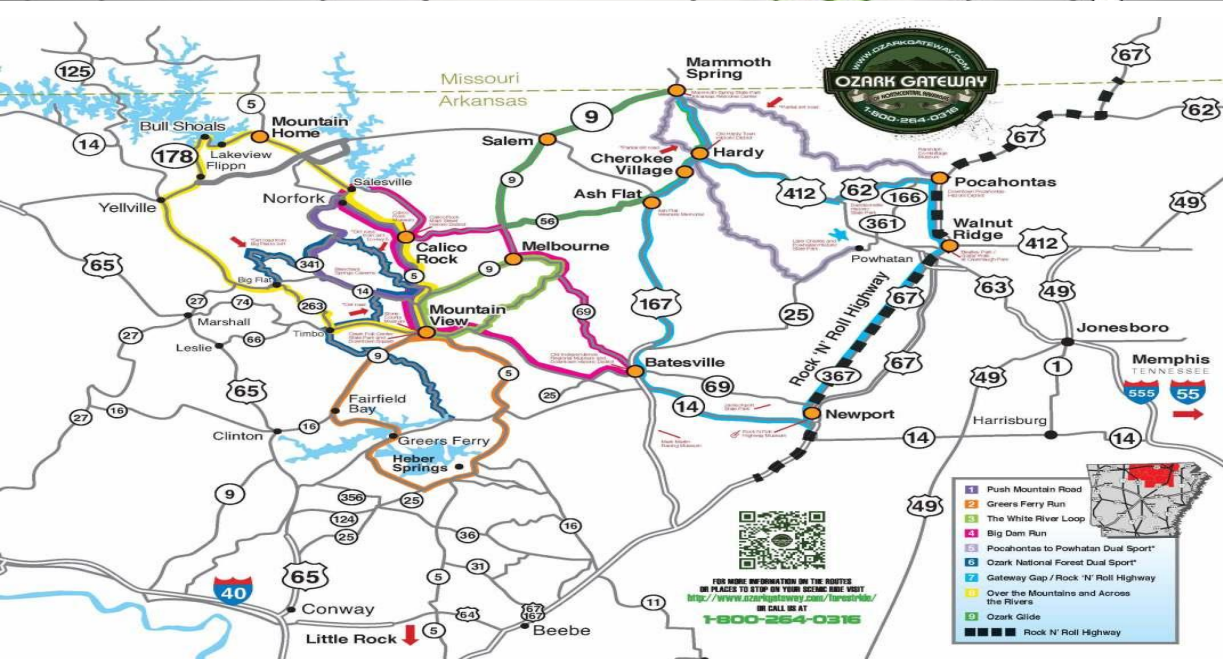 125
5
14
178
Bull Shoals
Mountain
Home
Lakeview
Flippn
Yellville
Norfork
Salesville
Missouri
Arkansas
Mammoth
Spring
9
Salem
9
56
Cherokee
Village
Hardy
Ash Flat
WWW.OZARKGATEWAY.COM
OZARK GATEWAY
1-800-264-0316
67
62
67
412
62
166
361
Pocahontas
Walnut
Ridge
412
49
Powhatan
63
49
Jonesboro
1
Memphis
TENNESSEE
555
55
Harrisburg
14
14
49
49
Calico
Rock
Melbourne
9
5
341
14
Big Flat
263
Timbo
Mountain
View
69
167
25
Rock 'N' Roll Highway
67
367
67
Batesville
69
14
Newport
25
65
27
74
Marshall
27
66
Leslie
65
27
16
9
5
Fairfield
Bay
Clinton
16
Greers Ferry
Heber
Springs
9
356
25
124
25
36
16
31
5
64
67
167
11
65
40
Conway
Little Rock
5
Beebe
FOR MORE INFORMATION ON THE ROUTES
OR PLACES TO STOP ON YOUR SCENIC RIDE VISIT
http://www.ozarkgateway.com/forestride/
OR CALL US AT
1-800-264-0316
1 Push Mountain Road
2 Greers Ferry Run
3 The White River Loop
4 Big Dam Run
5 Pocahontas to Powhatan Dual Sport*
6 Ozark National Forest Dual Sport*
7 Gateway Gap / Rock 'N' Roll Highway
8 Over the Mountains and Across
the Rivers
9 Ozark Glide
Rock N' Roll Highway